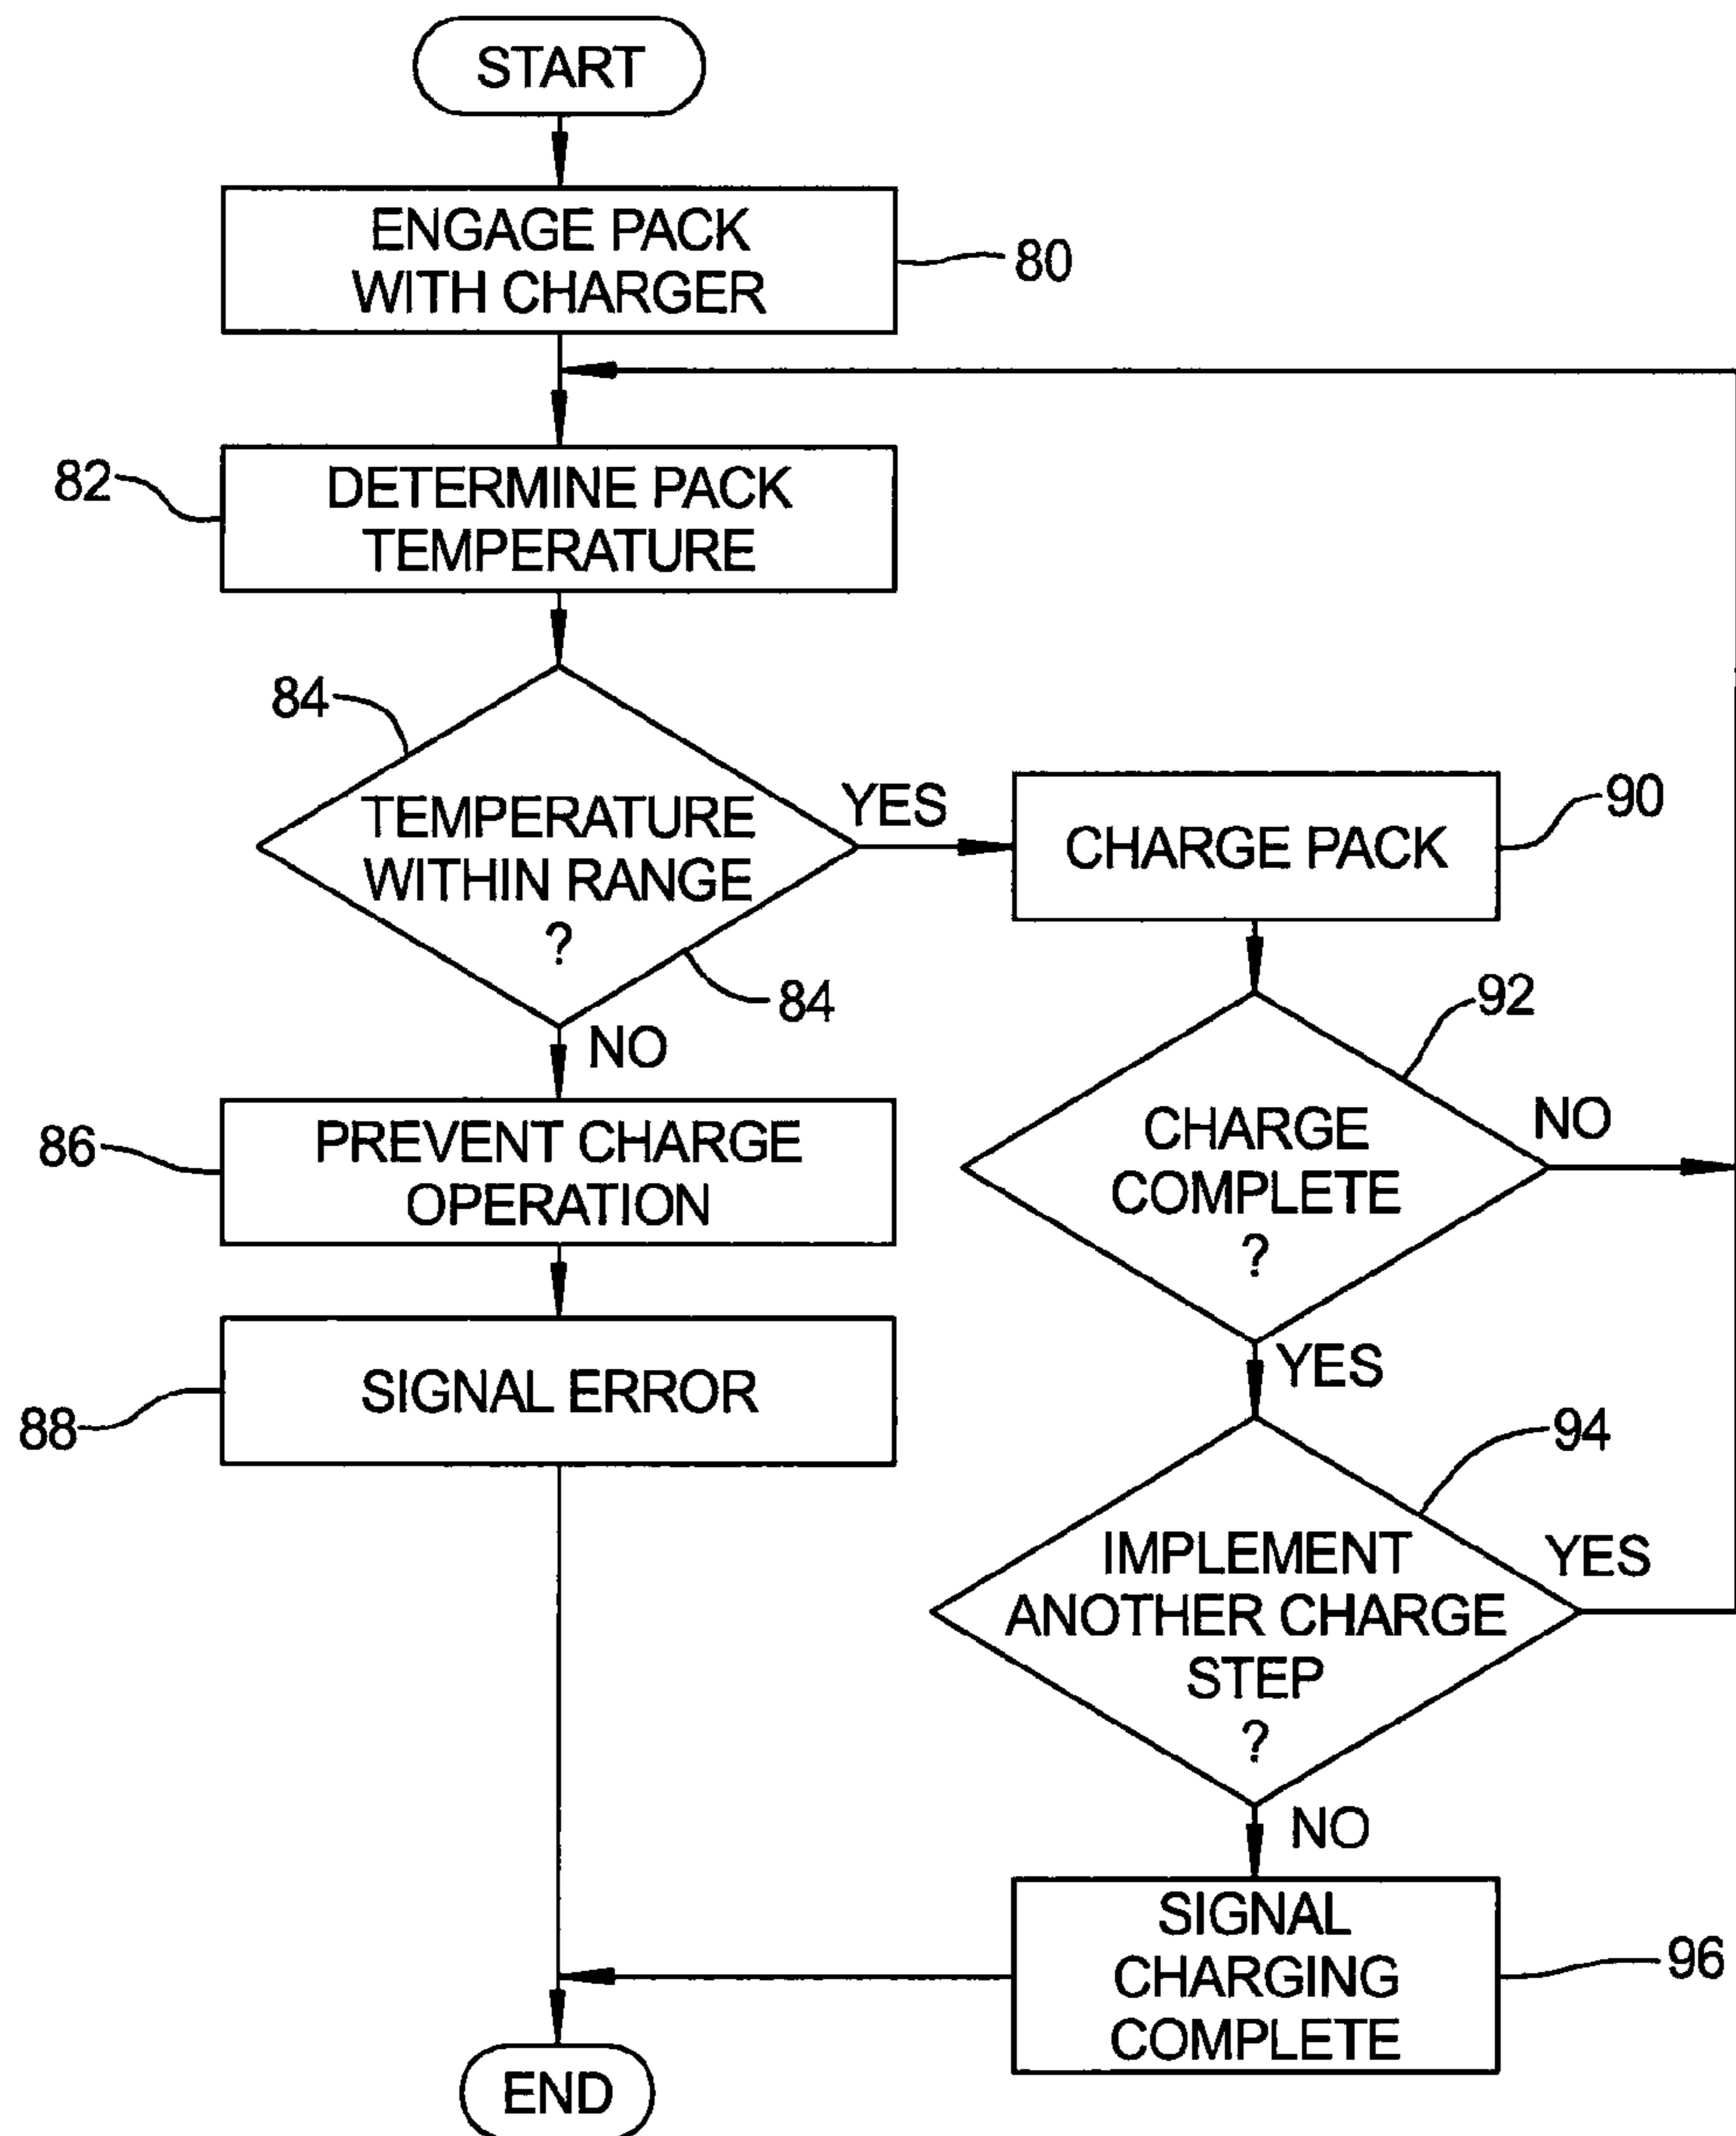 START
ENGAGE PACK
WITH CHARGER
80
82
DETERMINE PACK
TEMPERATURE
84
TEMPERATURE
WITHIN RANGE
?
84
YES
CHARGE PACK
90
NO
86
PREVENT CHARGE
OPERATION
88
SIGNAL ERROR
92
CHARGE
COMPLETE
?
NO
YES
94
IMPLEMENT
ANOTHER CHARGE
STEP
?
YES
NO
SIGNAL
CHARGING
COMPLETE
96
END